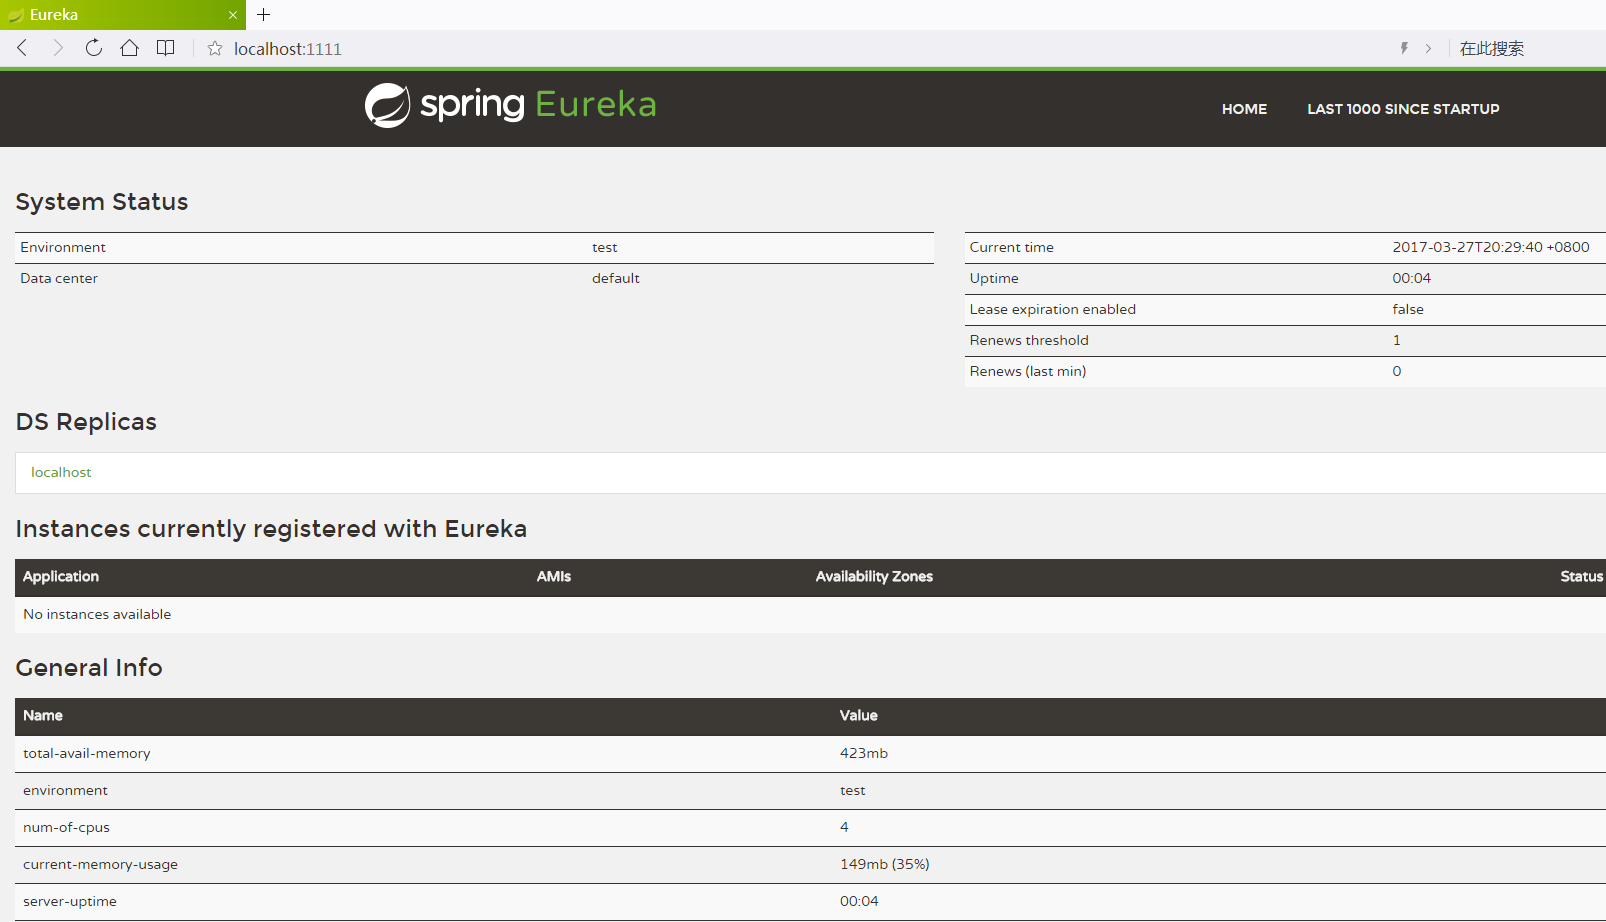 Eureka
localhost:1111
在此搜索
spring Eureka
HOME LAST 1000 SINCE STARTUP
System Status
Environment test
Data center default
Current time 2017-03-27T20:29:40 +0800
Uptime 00:04
Lease expiration enabled false
Renews threshold 1
Renews (last min) 0
DS Replicas
localhost
Instances currently registered with Eureka
Application AMIs Availability Zones Status
No instances available
General Info
Name Value
total-avail-memory 423mb
environment test
num-of-cpus 4
current-memory-usage 149mb (35%)
server-uptime 00:04